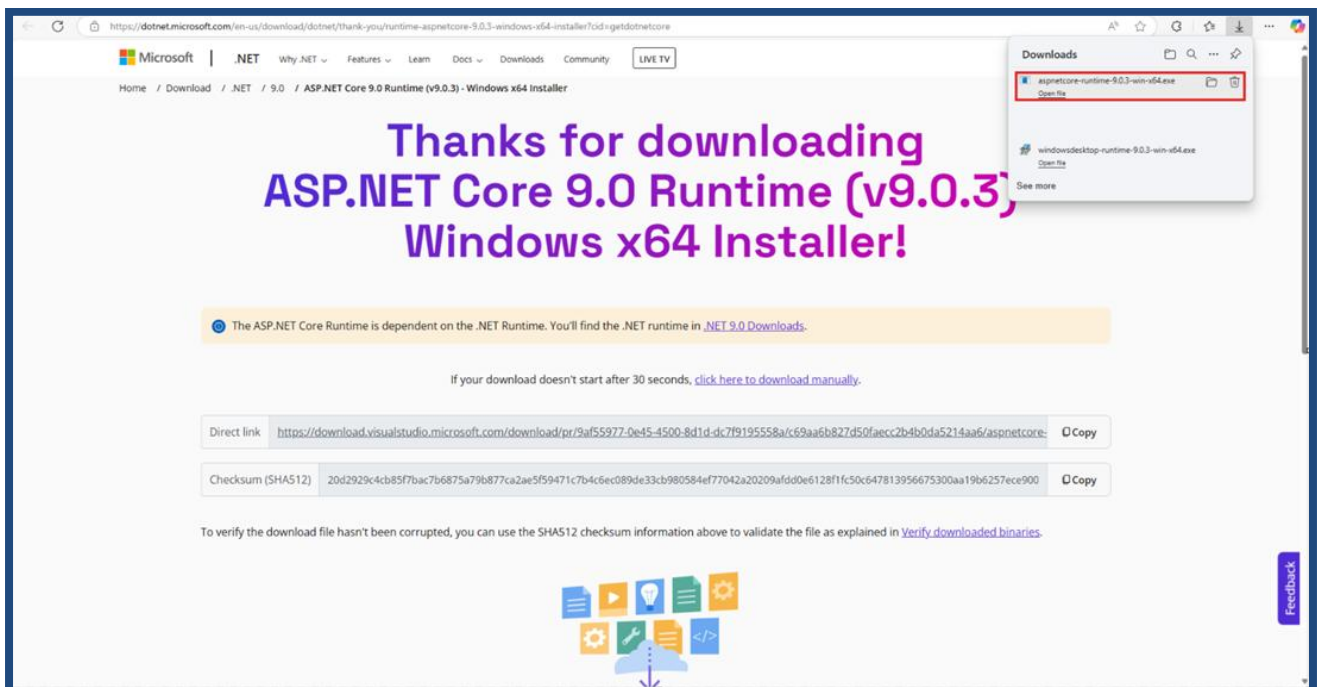 https://dotnet.microsoft.com/en-us/download/dotnet/thank-you/runtime-aspnetcore-9.0.3-windows-x64-installer?cid=getdotnetcore
Microsoft | .NET Why .NET Features Learn Docs Downloads Community LIVE TV
Home / Download / .NET / 9.0 / ASP.NET Core 9.0 Runtime (v9.0.3) - Windows x64 Installer
Downloads
aspnetcore-runtime-9.0.3-win-x64.exe
Open file
windowsdesktop-runtime-9.0.3-win-x64.exe
Open file
See more
Thanks for downloading
ASP.NET Core 9.0 Runtime (v9.0.3)
Windows x64 Installer!
The ASP.NET Core Runtime is dependent on the .NET Runtime. You'll find the .NET runtime in .NET 9.0 Downloads.
If your download doesn't start after 30 seconds, click here to download manually.
Direct link https://download.visualstudio.microsoft.com/download/pr/9af55977-0e45-4500-8d1d-dc7f9195558a/c69aa6b827d50faecc2b4b0da5214aa6/aspnetcore- Copy
Checksum (SHA512) 20d2929c4cb85f7bac7b6875a79b877ca2ae5f59471c7b4c6ec089de33cb980584ef77042a20209afdd0e6128f1fc50c647813956675300aa19b6257ece900 Copy
To verify the download file hasn't been corrupted, you can use the SHA512 checksum information above to validate the file as explained in Verify downloaded binaries.
</>
Feedback